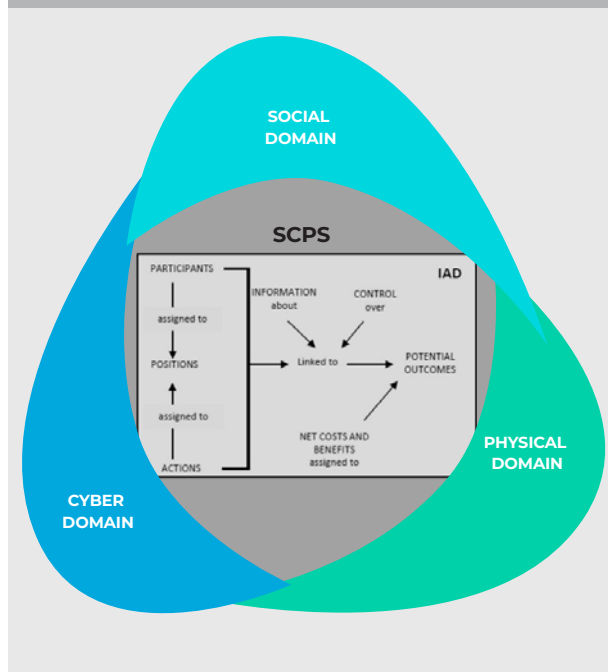 SOCIAL
DOMAIN
SCPS
IAD
PARTICIPANTS
assigned to
POSITIONS
assigned to
ACTIONS
INFORMATION
about
CONTROL
over
Linked to
POTENTIAL
OUTCOMES
NET COSTS AND
BENEFITS
assigned to
PHYSICAL
DOMAIN
CYBER
DOMAIN